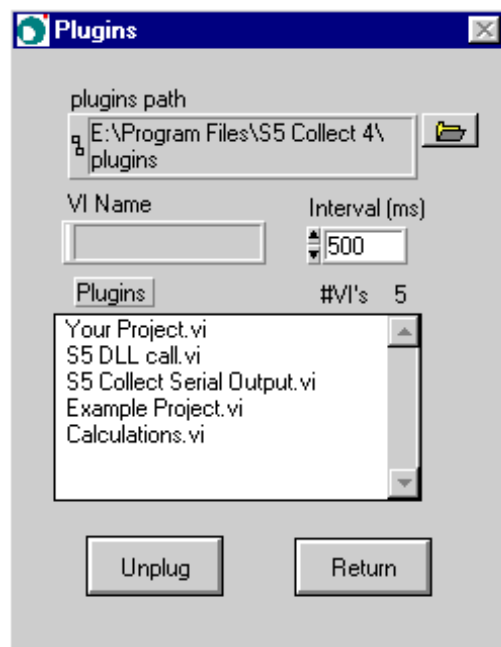 Plugins
plugins path
E:\Program Files\S5 Collect 4\
plugins
VI Name
Interval (ms)
500
Plugins
#VI's 5
Your Project.vi
S5 DLL call.vi
S5 Collect Serial Output.vi
Example Project.vi
Calculations.vi
Unplug
Return